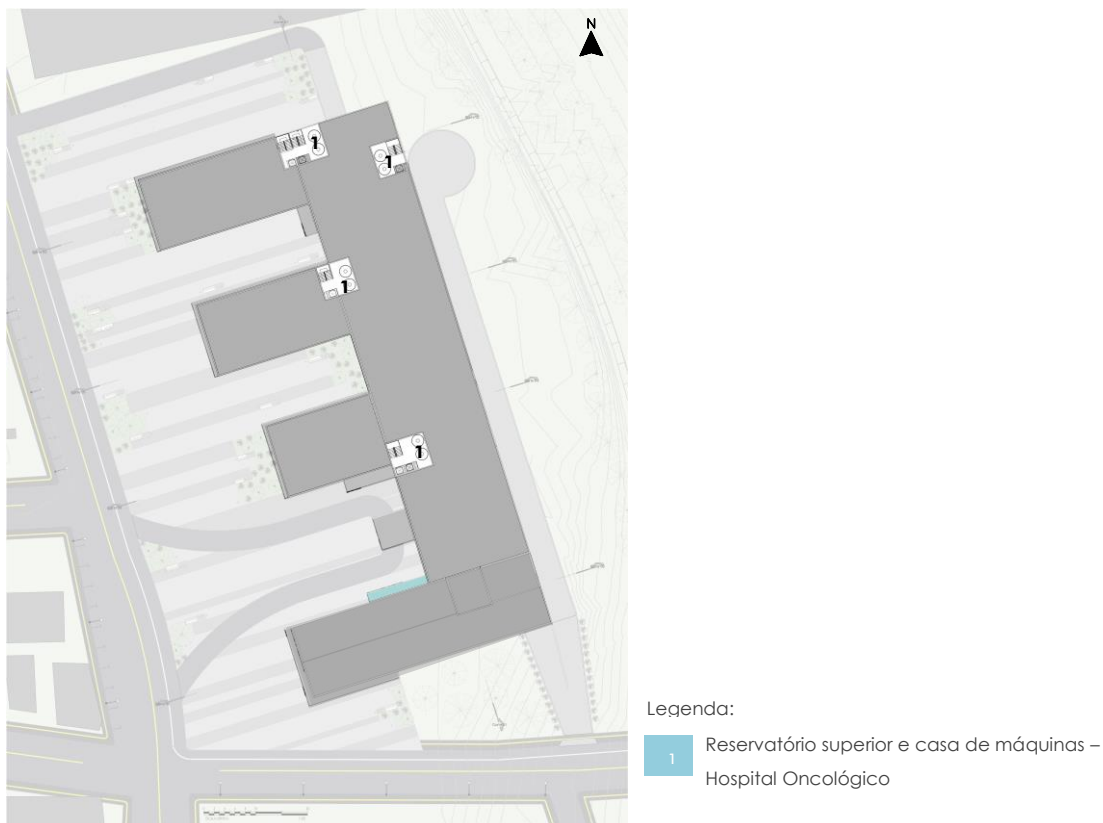 N
1
1
1
1
Legenda:
1
Reservatório superior e casa de máquinas –
Hospital Oncológico